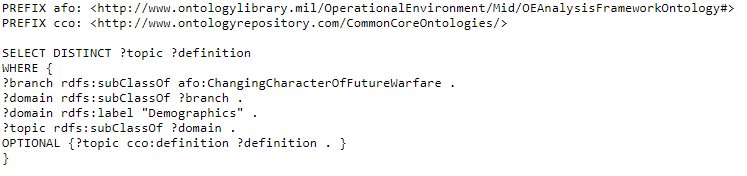 PREFIX afo: <http://www.ontologylibrary.mil/OperationalEnvironment/Mid/OEAnalysisFrameworkOntology#>
PREFIX cco: <http://www.ontologyrepository.com/CommonCoreOntologies/>
SELECT DISTINCT ?topic ?definition
WHERE {
?branch rdfs:subClassOf afo:ChangingCharacterOfFutureWarfare .
?domain rdfs:subClassOf ?branch .
?domain rdfs:label "Demographics" .
?topic rdfs:subClassOf ?domain .
OPTIONAL {?topic cco:definition ?definition . }
}